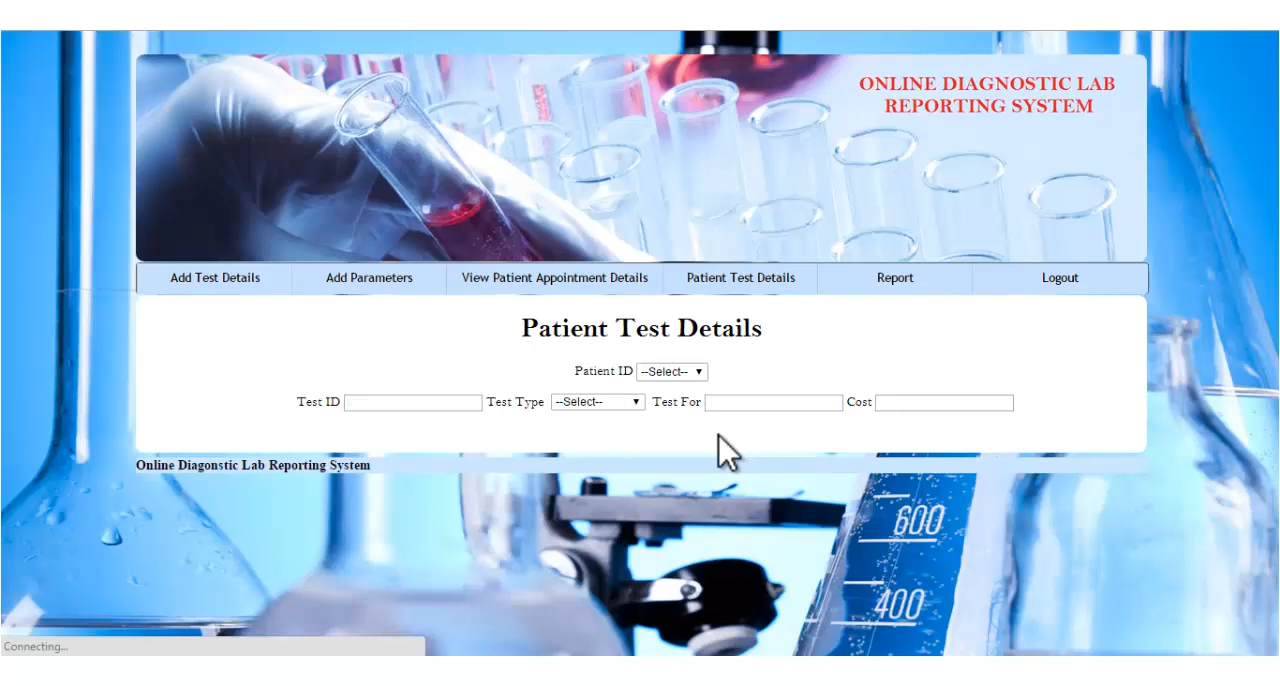 ONLINE DIAGNOSTIC LAB
REPORTING SYSTEM
Add Test Details Add Parameters View Patient Appointment Details Patient Test Details Report Logout
Patient Test Details
Patient ID --Select--
Test ID Test Type --Select-- Test For Cost
Online Diagonstic Lab Reporting System
600
400
Connecting...